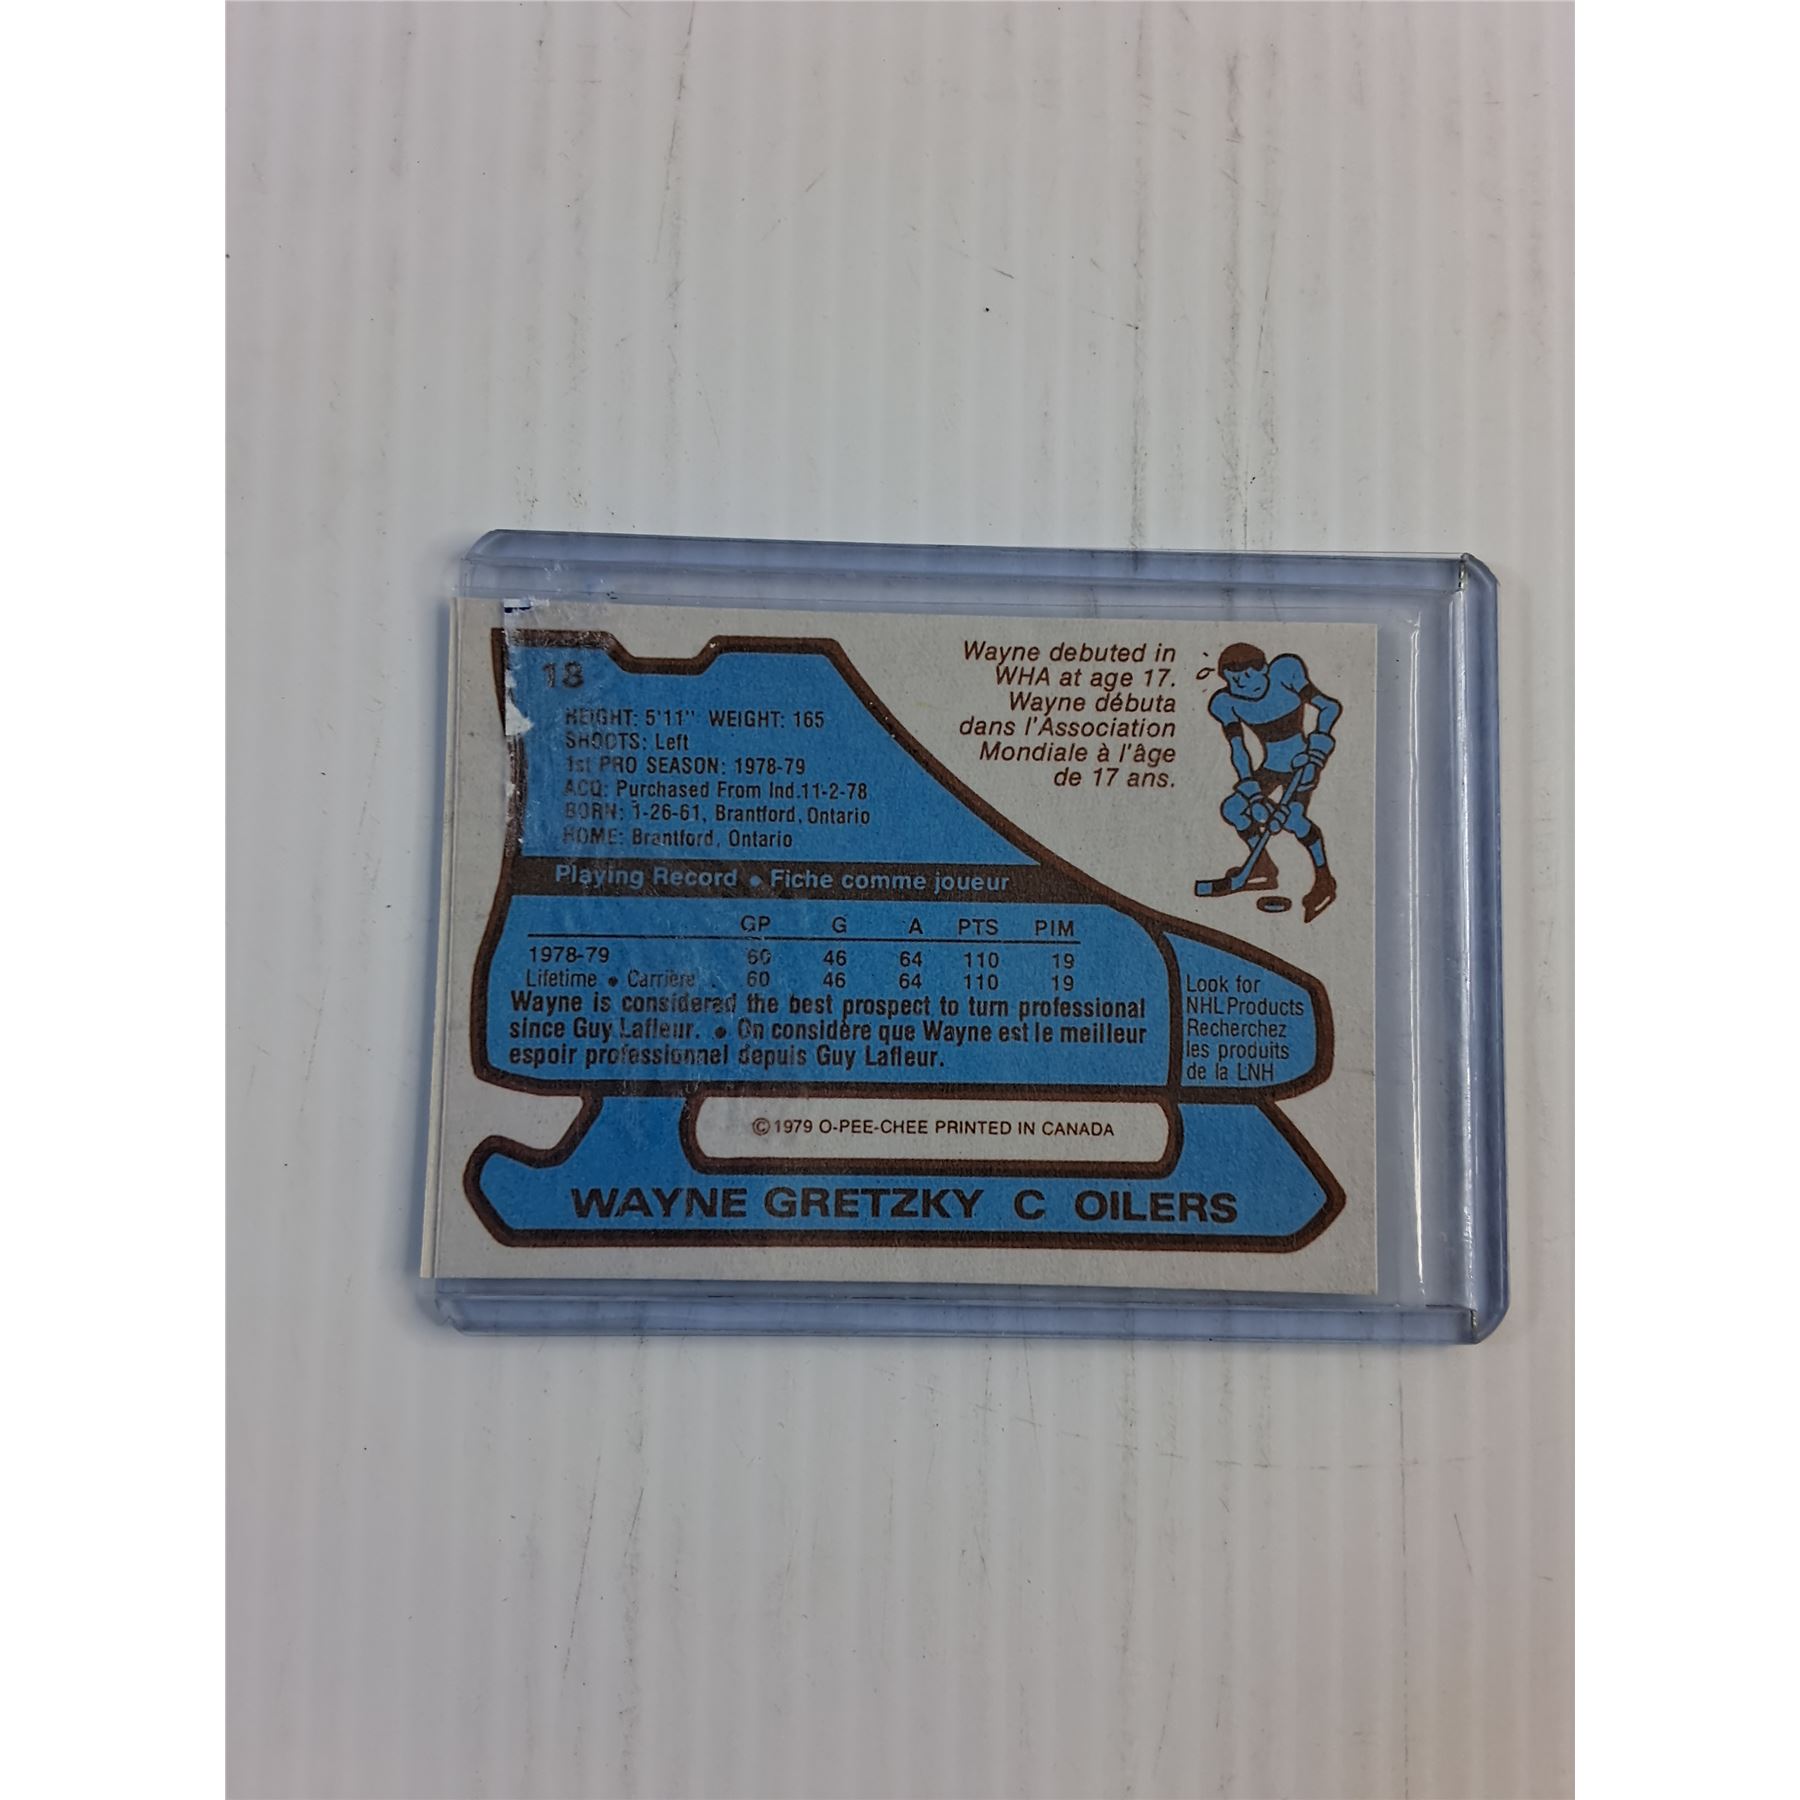 18
HEIGHT: 5'11" WEIGHT: 165
SHOOTS: Left
1st PRO SEASON: 1978-79
ACQ: Purchased From Ind.11-2-78
BORN: 1-26-61, Brantford, Ontario
HOME: Brantford, Ontario
Wayne debuted in
WHA at age 17.
Wayne débuta
dans l'Association
Mondiale à l'âge
de 17 ans.
Playing Record • Fiche comme joueur
GP G A PTS PIM
1978-79 60 46 64 110 19
Lifetime • Carrière . 60 46 64 110 19
Wayne is considered the best prospect to turn professional
since Guy Lafleur. • On considère que Wayne est le meilleur
espoir professionnel depuis Guy Lafleur.
Look for
NHL Products
Recherchez
les produits
de la LNH
©1979 O-PEE-CHEE PRINTED IN CANADA
WAYNE GRETZKY C OILERS